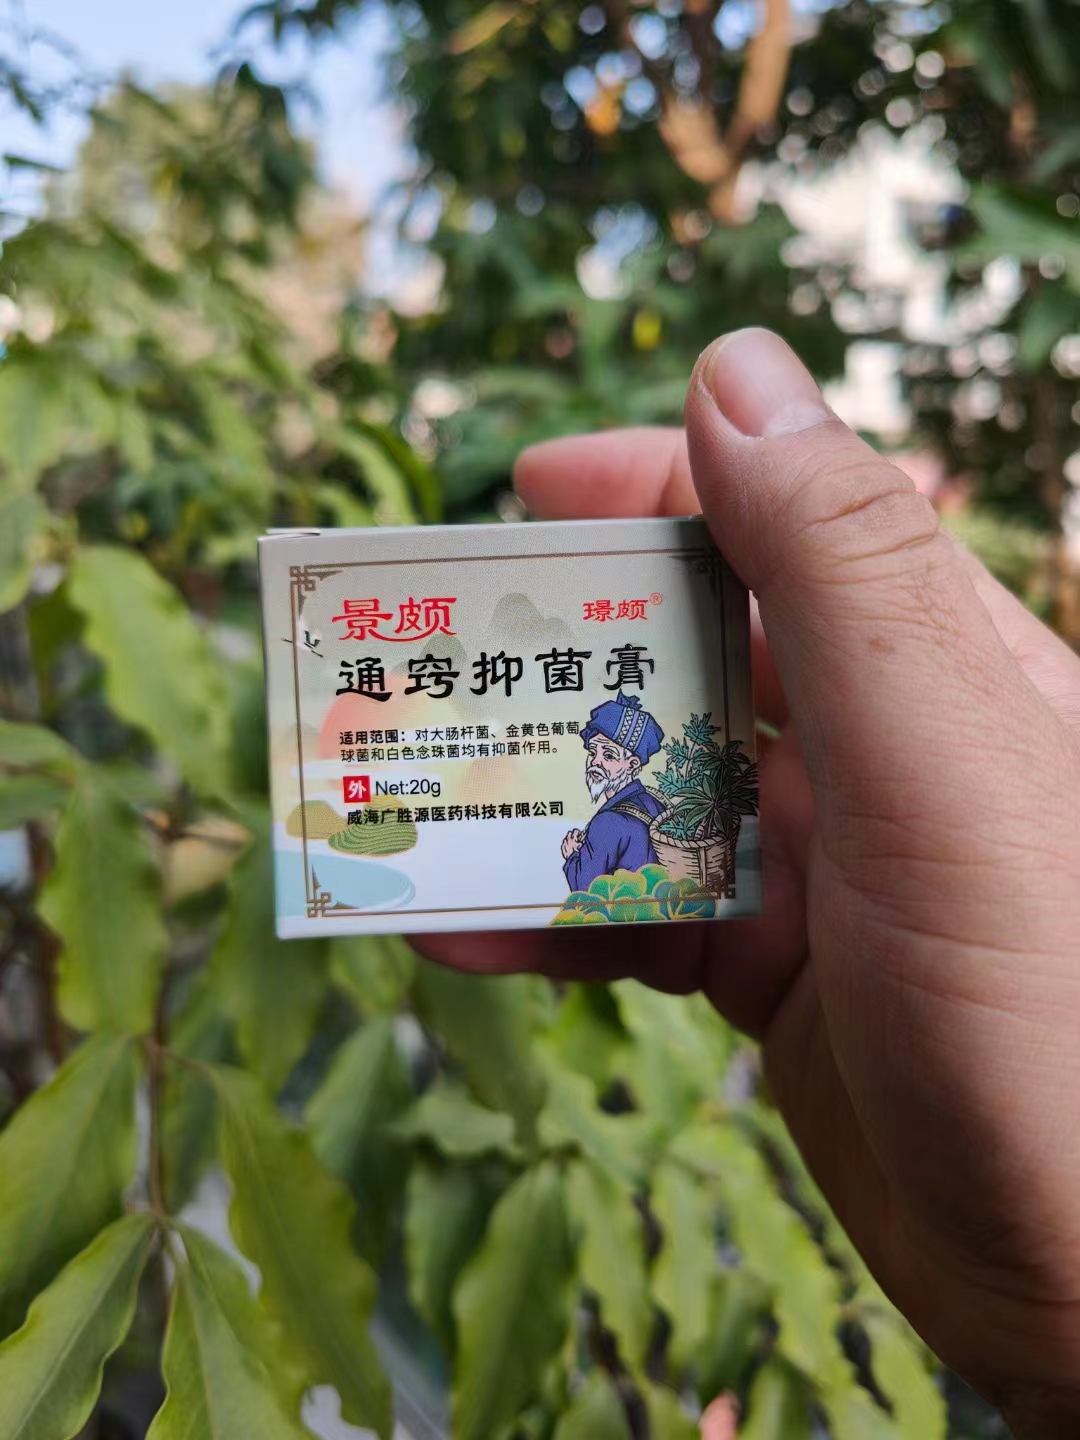 景颇 璟颇®
通窍抑菌膏
适用范围：对大肠杆菌、金黄色葡萄
球菌和白色念珠菌均有抑菌作用。
外 Net:20g
威海广胜源医药科技有限公司